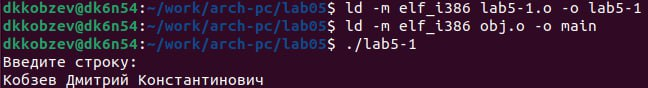 dkkobzev@dk6n54:~/work/arch-pc/lab05$ ld -m elf_i386 lab5-1.o -o lab5-1
dkkobzev@dk6n54:~/work/arch-pc/lab05$ ld -m elf_i386 obj.o -o main
dkkobzev@dk6n54:~/work/arch-pc/lab05$ ./lab5-1
Введите строку:
Кобзев Дмитрий Константинович